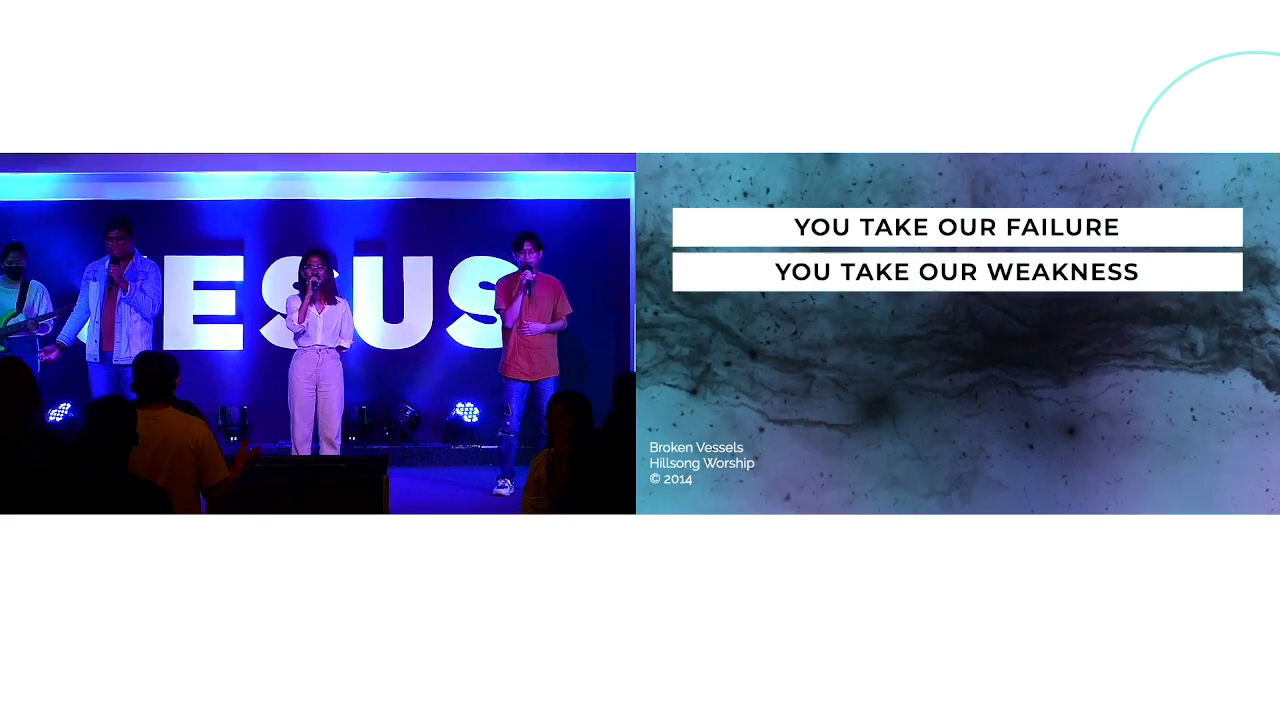 ESUS
YOU TAKE OUR FAILURE
YOU TAKE OUR WEAKNESS
Broken Vessels
Hillsong Worship
© 2014